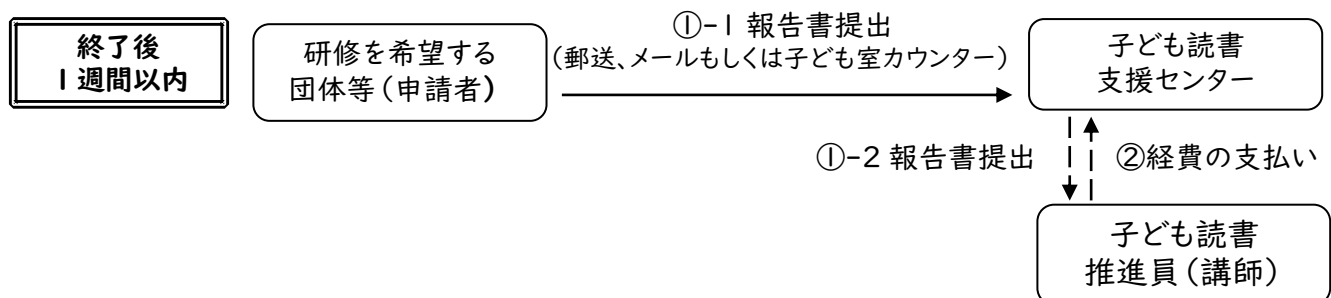 終了後
1週間以内
研修を希望する
団体等(申請者)
①-1 報告書提出
(郵送、メールもしくは子ども室カウンター)
子ども読書
支援センター
①-2 報告書提出
②経費の支払い
子ども読書
推進員(講師)